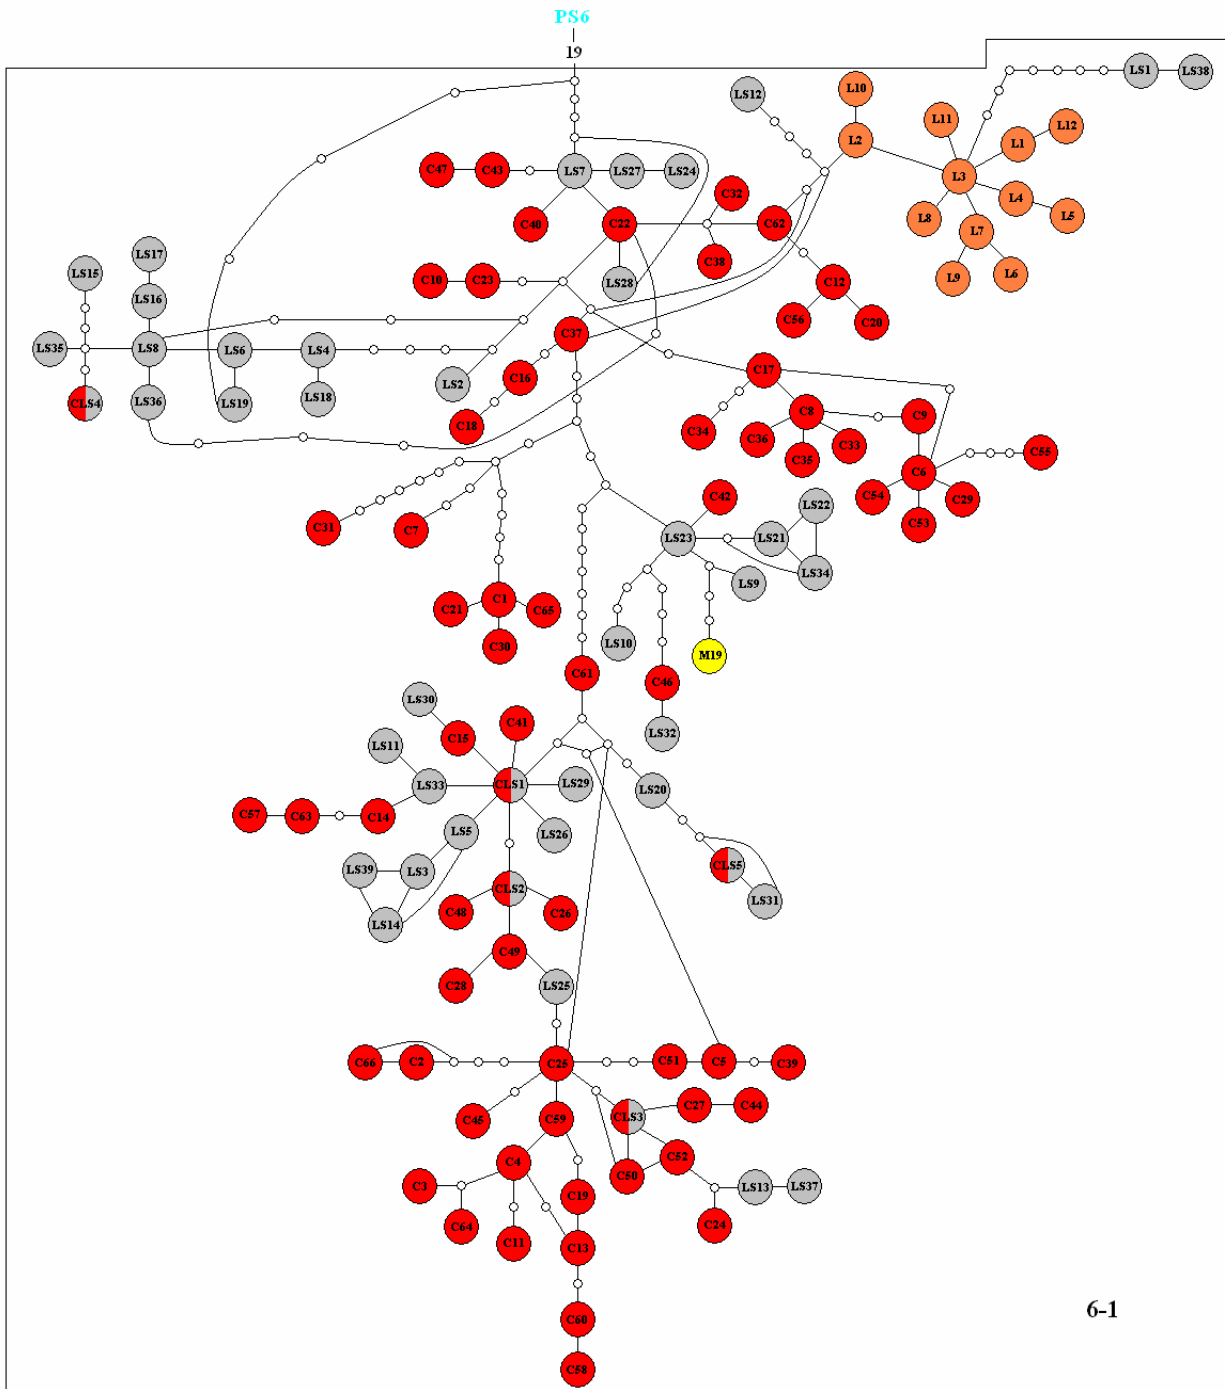 PS6
19
LS1 LS38
LS12 L10
L11 L12
L2 L1
C47 C43 LS7 LS27 LS24 L3
C32 L4
C40 C22 C62 L8 L7 L5
LS17 C38
LS15 C10 C23 LS28 C12 L9 L6
LS16
C37 C56 C20
LS35 LS8 LS6 LS4
C16 LS2 C17
CLS4 LS36 LS19 LS18
C18 C34 C8 C9
C36 C35 C33
C55
C6
C42 C54 C29
LS22
C31 C7 C53
LS23 LS21
LS34
LS9
C1
C21 C65
C30 LS10
M19
C61 C46
LS30
C41
C15 LS32
LS11
LS33 CLS1 LS29 LS20
C57 C63 C14
LS5 LS26
LS39 LS3 CLS5
CLS2
LS31
C48 C26
LS14
C49
C28 LS25
C66 C2 C25 C51 C5 C39
C45 C59 CLS3 C27 C44
C4 C52
C3 C50 LS13 LS37
C19
C64 C24
C11 C13
6-1
C60
C58